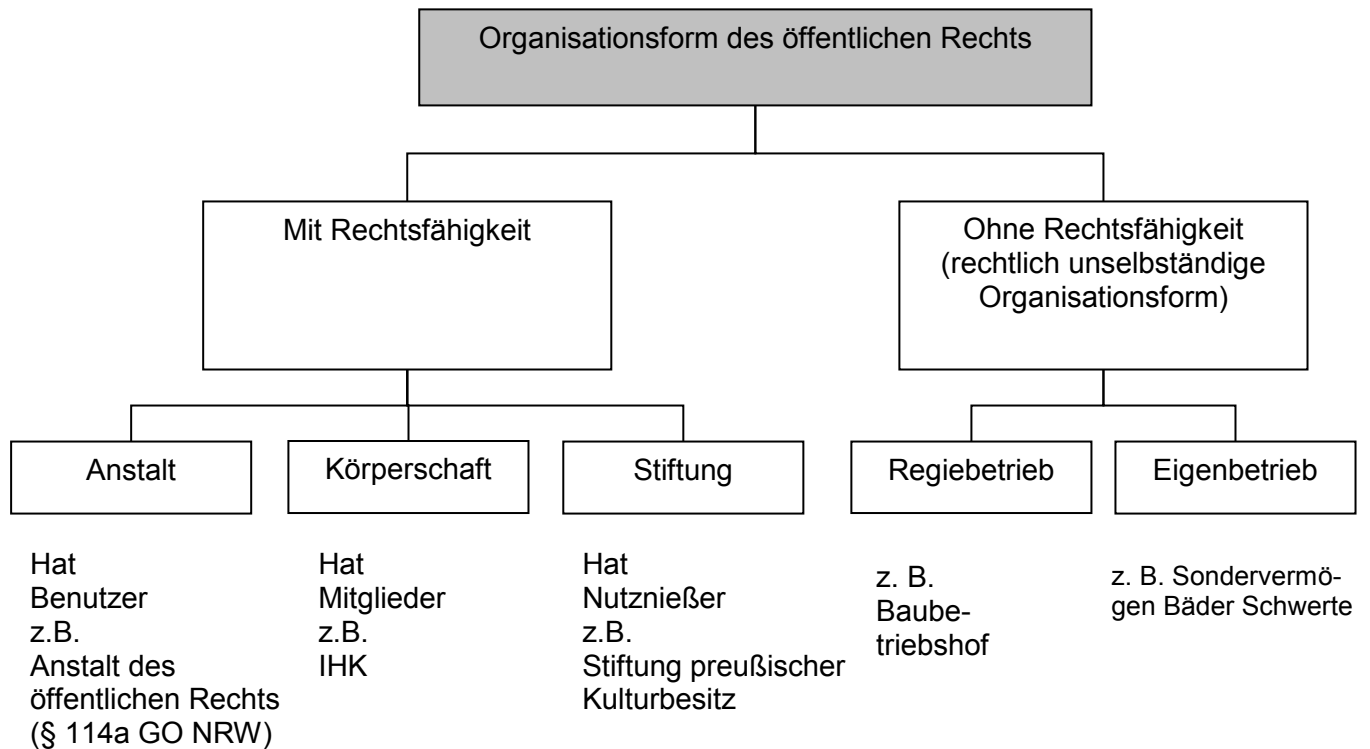 Organisationsform des öffentlichen Rechts
Mit Rechtsfähigkeit
Ohne Rechtsfähigkeit
(rechtlich unselbständige
Organisationsform)
Anstalt
Körperschaft
Stiftung
Regiebetrieb
Eigenbetrieb
Hat
Benutzer
z.B.
Anstalt des
öffentlichen Rechts
(§ 114a GO NRW)
Hat
Mitglieder
z.B.
IHK
Hat
Nutznießer
z.B.
Stiftung preußischer
Kulturbesitz
z. B.
Baube-
triebshof
z. B. Sondervermö-
gen Bäder Schwerte